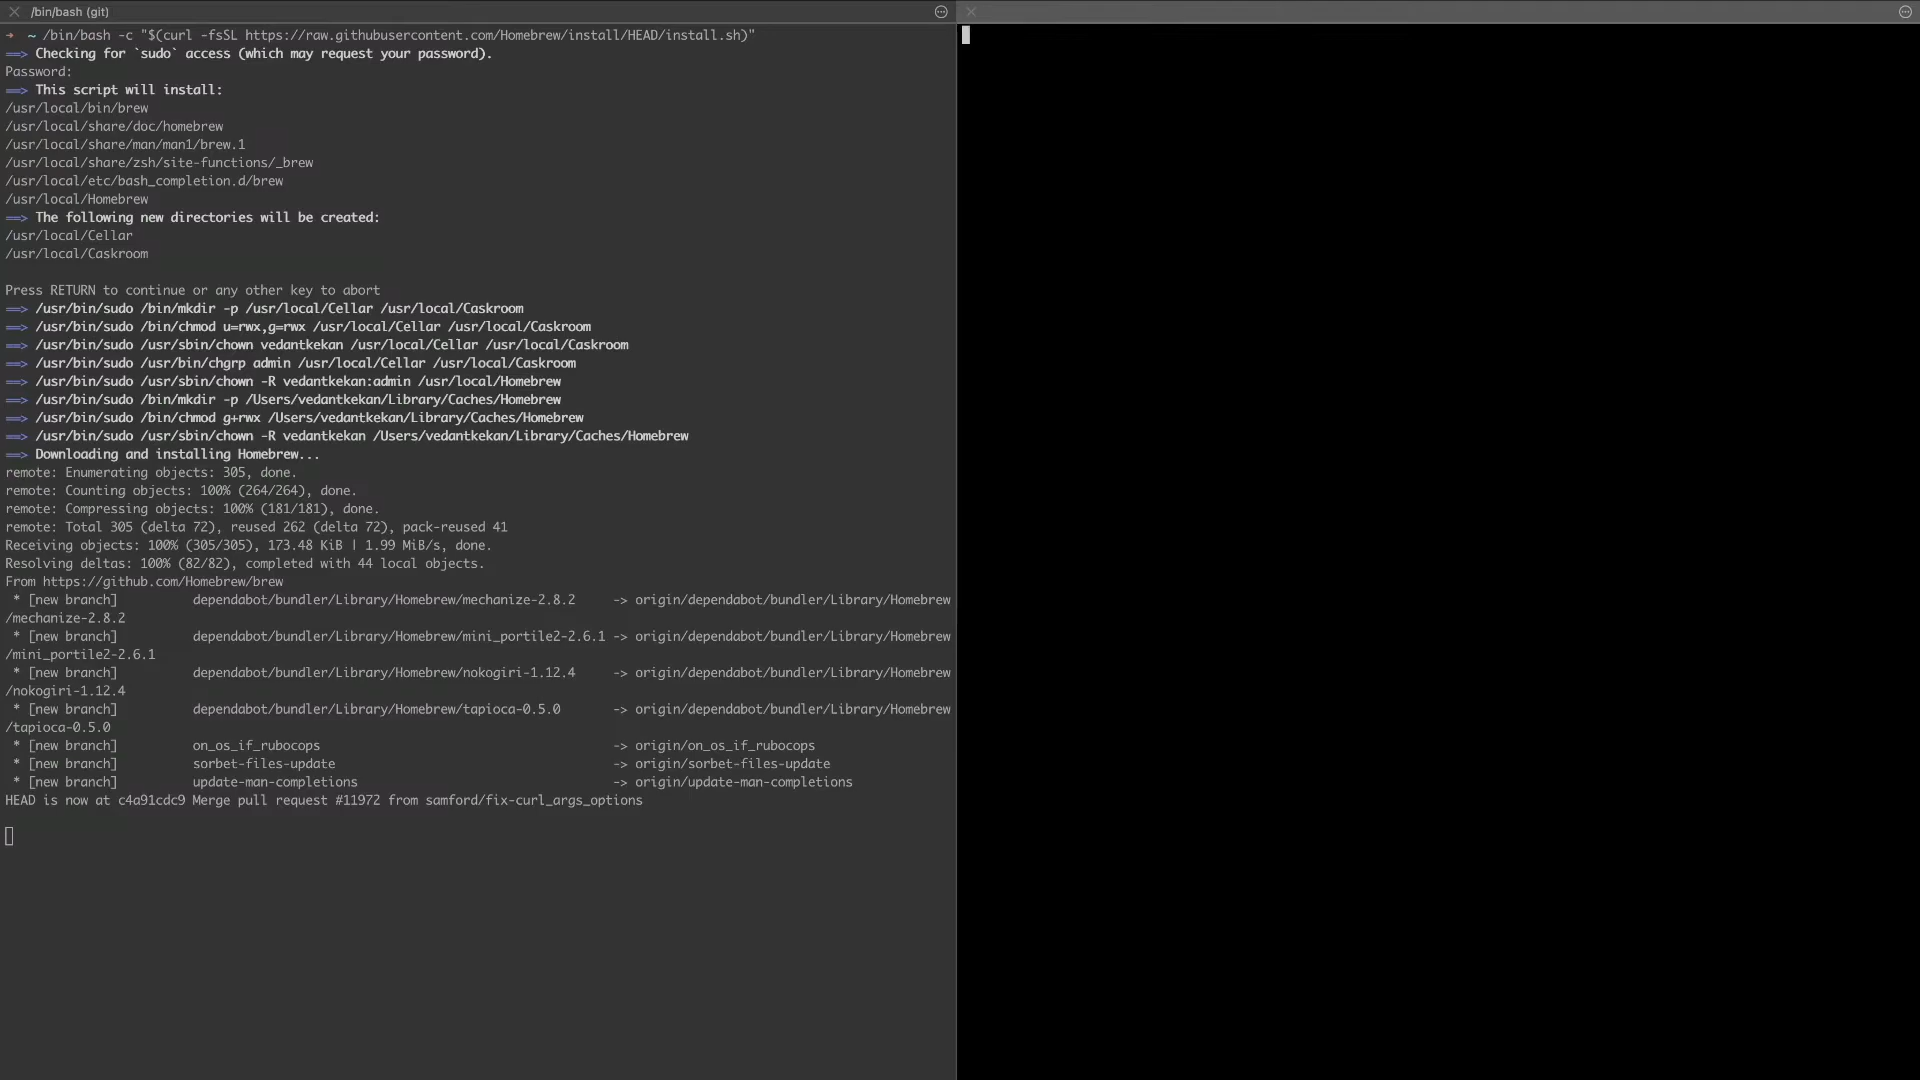 /bin/bash (git)
→ ~ /bin/bash -c "$(curl -fsSL https://raw.githubusercontent.com/Homebrew/install/HEAD/install.sh)"
==> Checking for `sudo` access (which may request your password).
Password:
==> This script will install:
/usr/local/bin/brew
/usr/local/share/doc/homebrew
/usr/local/share/man/man1/brew.1
/usr/local/share/zsh/site-functions/_brew
/usr/local/etc/bash_completion.d/brew
/usr/local/Homebrew
==> The following new directories will be created:
/usr/local/Cellar
/usr/local/Caskroom
Press RETURN to continue or any other key to abort
==> /usr/bin/sudo /bin/mkdir -p /usr/local/Cellar /usr/local/Caskroom
==> /usr/bin/sudo /bin/chmod u=rwx,g=rwx /usr/local/Cellar /usr/local/Caskroom
==> /usr/bin/sudo /usr/sbin/chown vedantkekan /usr/local/Cellar /usr/local/Caskroom
==> /usr/bin/sudo /usr/bin/chgrp admin /usr/local/Cellar /usr/local/Caskroom
==> /usr/bin/sudo /usr/sbin/chown -R vedantkekan:admin /usr/local/Homebrew
==> /usr/bin/sudo /bin/mkdir -p /Users/vedantkekan/Library/Caches/Homebrew
==> /usr/bin/sudo /bin/chmod g+rwx /Users/vedantkekan/Library/Caches/Homebrew
==> /usr/bin/sudo /usr/sbin/chown -R vedantkekan /Users/vedantkekan/Library/Caches/Homebrew
==> Downloading and installing Homebrew...
remote: Enumerating objects: 305, done.
remote: Counting objects: 100% (264/264), done.
remote: Compressing objects: 100% (181/181), done.
remote: Total 305 (delta 72), reused 262 (delta 72), pack-reused 41
Receiving objects: 100% (305/305), 173.48 KiB | 1.99 MiB/s, done.
Resolving deltas: 100% (82/82), completed with 44 local objects.
From https://github.com/Homebrew/brew
* [new branch] dependabot/bundler/Library/Homebrew/mechanize-2.8.2 -> origin/dependabot/bundler/Library/Homebrew
/mechanize-2.8.2
* [new branch] dependabot/bundler/Library/Homebrew/mini_portile2-2.6.1 -> origin/dependabot/bundler/Library/Homebrew
/mini_portile2-2.6.1
* [new branch] dependabot/bundler/Library/Homebrew/nokogiri-1.12.4 -> origin/dependabot/bundler/Library/Homebrew
/nokogiri-1.12.4
* [new branch] dependabot/bundler/Library/Homebrew/tapioca-0.5.0 -> origin/dependabot/bundler/Library/Homebrew
/tapioca-0.5.0
* [new branch] on_os_if_rubocops -> origin/on_os_if_rubocops
* [new branch] sorbet-files-update -> origin/sorbet-files-update
* [new branch] update-man-completions -> origin/update-man-completions
HEAD is now at c4a91cdc9 Merge pull request #11972 from samford/fix-curl_args_options